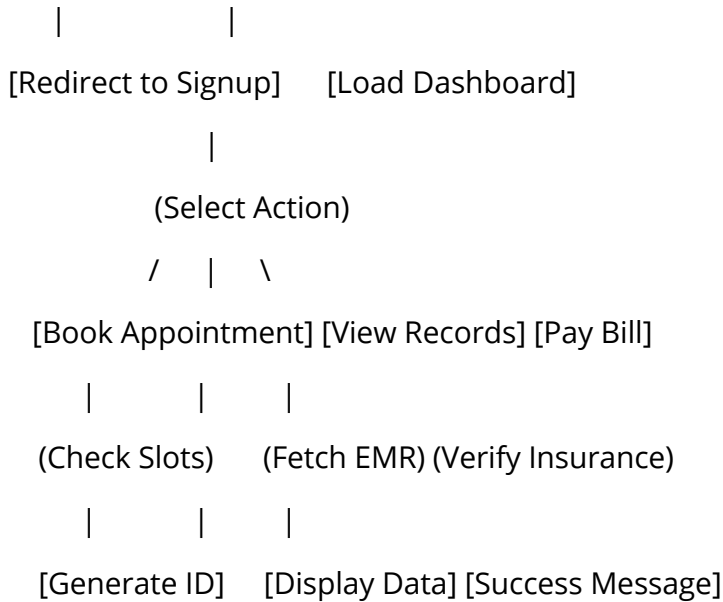 | |
[Redirect to Signup] [Load Dashboard]
|
(Select Action)
/ | \
[Book Appointment] [View Records] [Pay Bill]
| | |
(Check Slots) (Fetch EMR) (Verify Insurance)
| | |
[Generate ID] [Display Data] [Success Message]